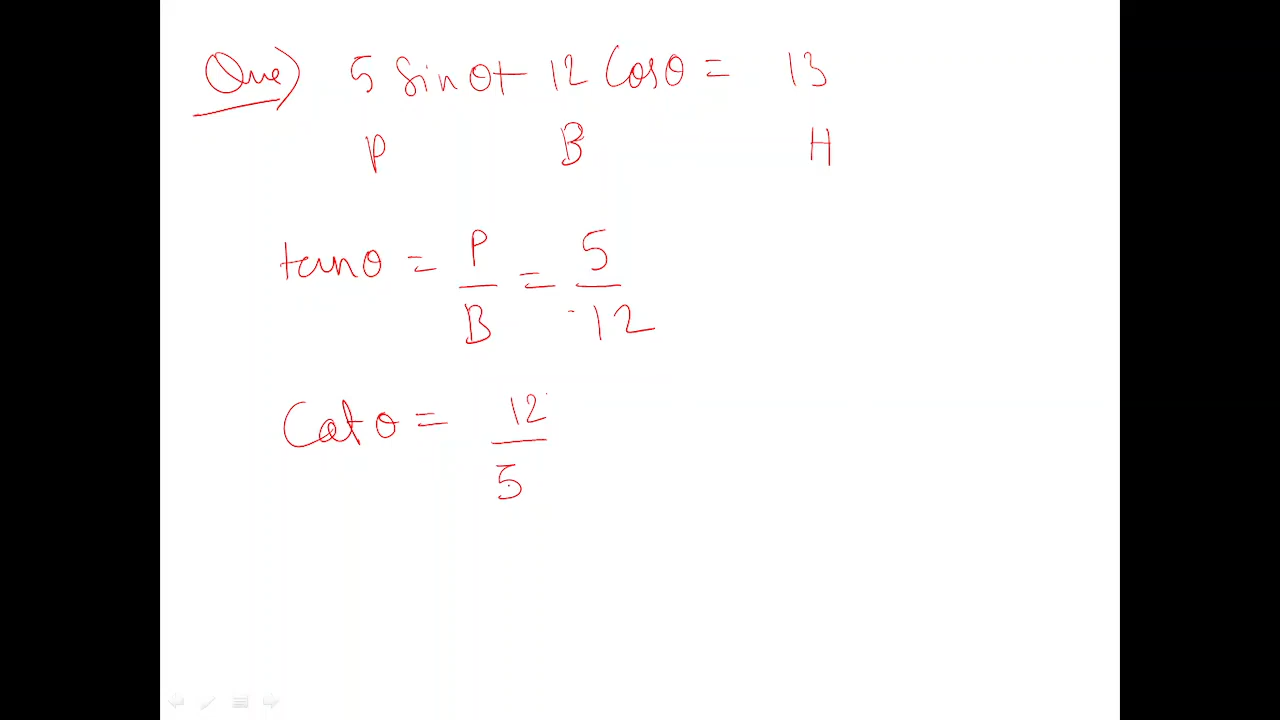 Que) 5 Sinθ + 12 Cosθ = 13
P B H
tanθ = P/B = 5/12
Cotθ = 12/5